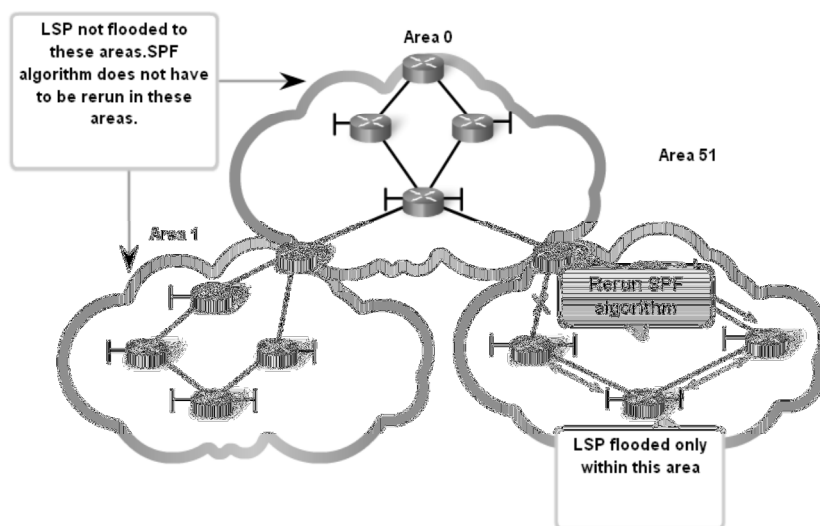 LSP not flooded to
these areas.SPF
algorithm does not have
to be rerun in these
areas.
Area 0
Area 51
Area 1
Rerun SPF
algorithm
LSP flooded only
within this area